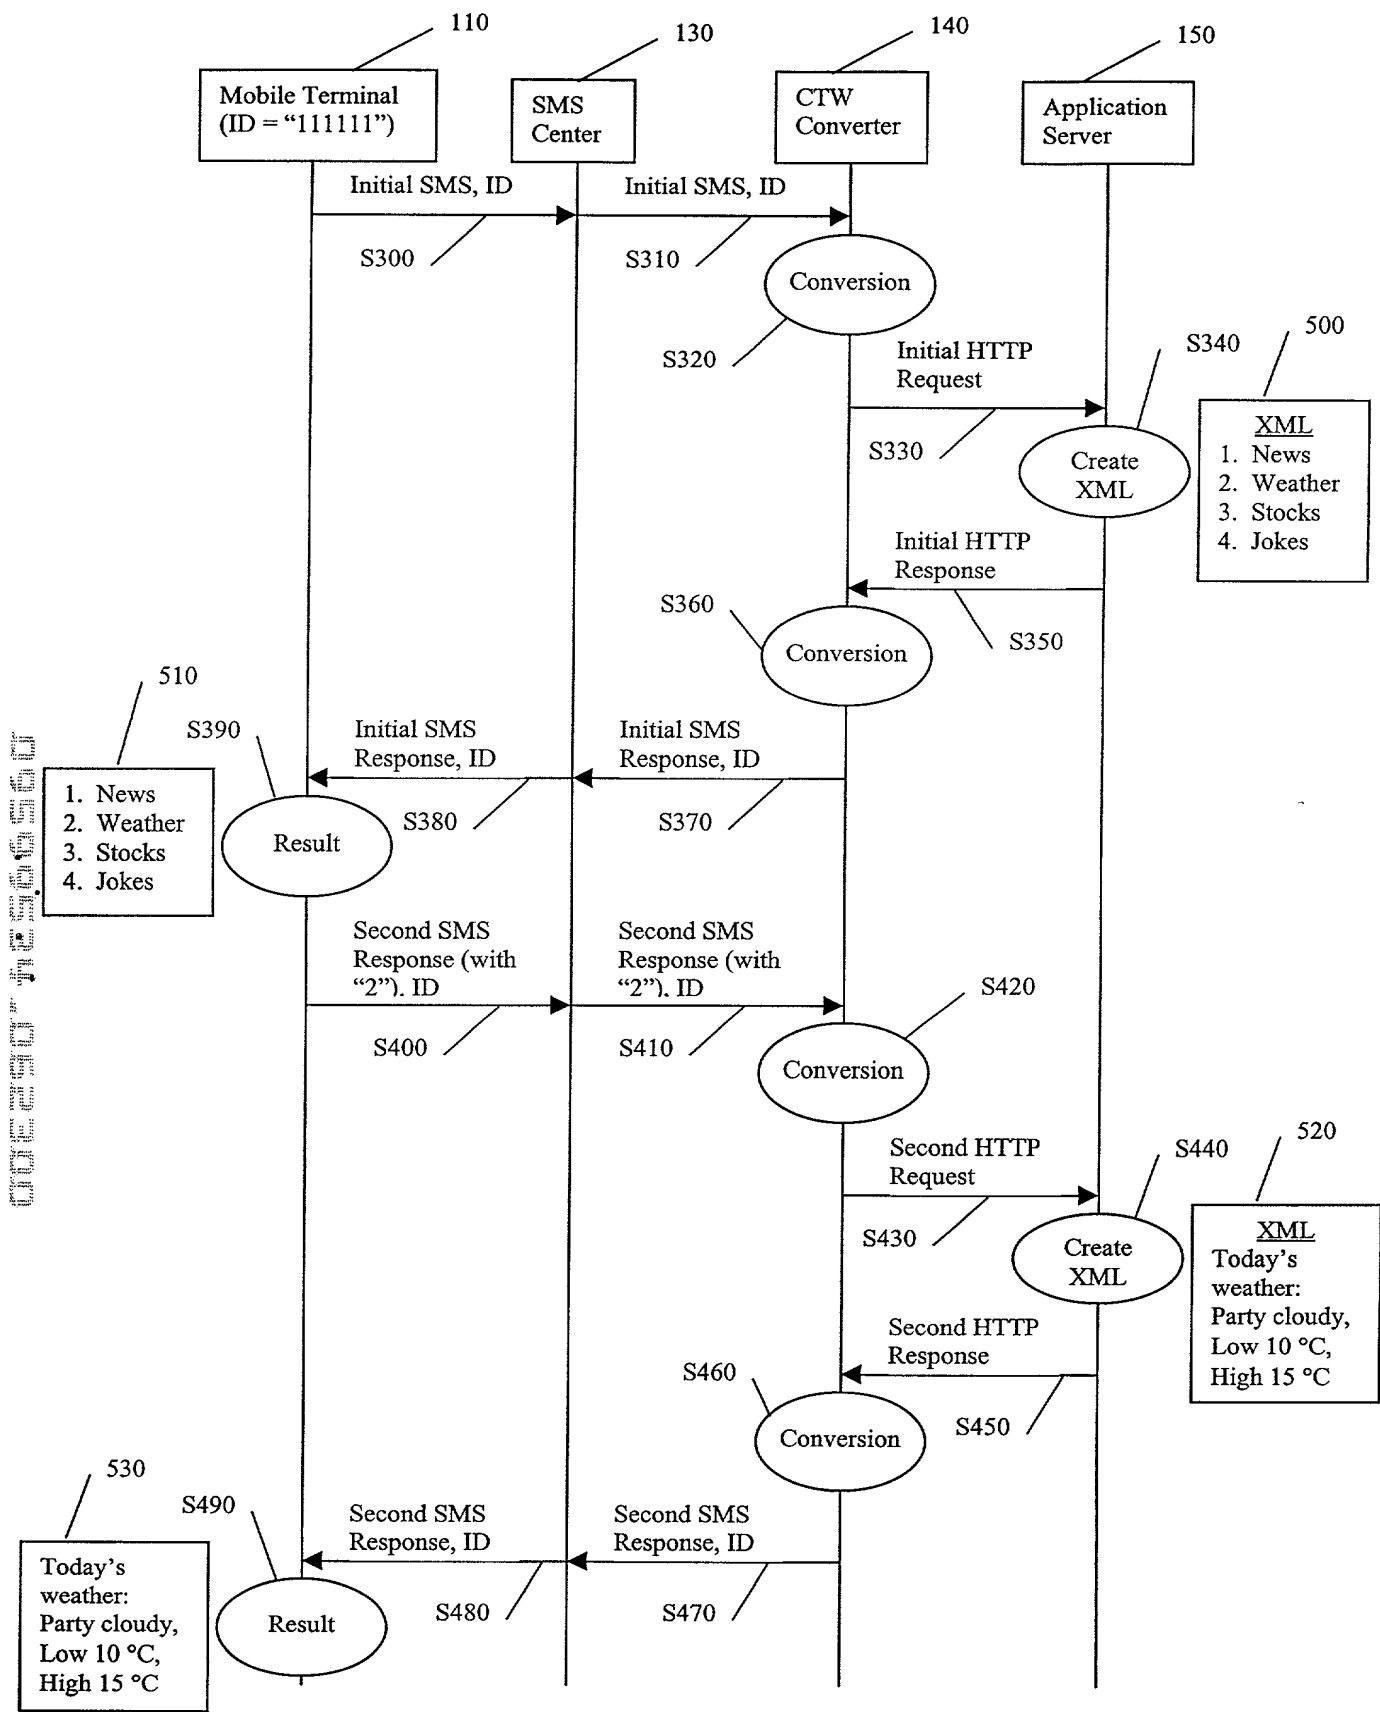 110
130
140
150
Mobile Terminal
(ID = “111111”)
SMS
Center
CTW
Converter
Application
Server
Initial SMS, ID
Initial SMS, ID
S300
S310
Conversion
S320
Initial HTTP
Request
S340
500
S330
Create
XML
XML
1. News
2. Weather
3. Stocks
4. Jokes
Initial HTTP
Response
S360
S350
Conversion
510
S390
Initial SMS
Response, ID
Initial SMS
Response, ID
1. News
2. Weather
3. Stocks
4. Jokes
S380
S370
Result
Second SMS
Response (with
“2”), ID
Second SMS
Response (with
“2”), ID
S420
S400
S410
Conversion
Second HTTP
Request
S440
520
S430
Create
XML
XML
Today’s
weather:
Party cloudy,
Low 10 °C,
High 15 °C
Second HTTP
Response
S460
S450
Conversion
530
S490
Second SMS
Response, ID
Second SMS
Response, ID
Today’s
weather:
Party cloudy,
Low 10 °C,
High 15 °C
S480
S470
Result